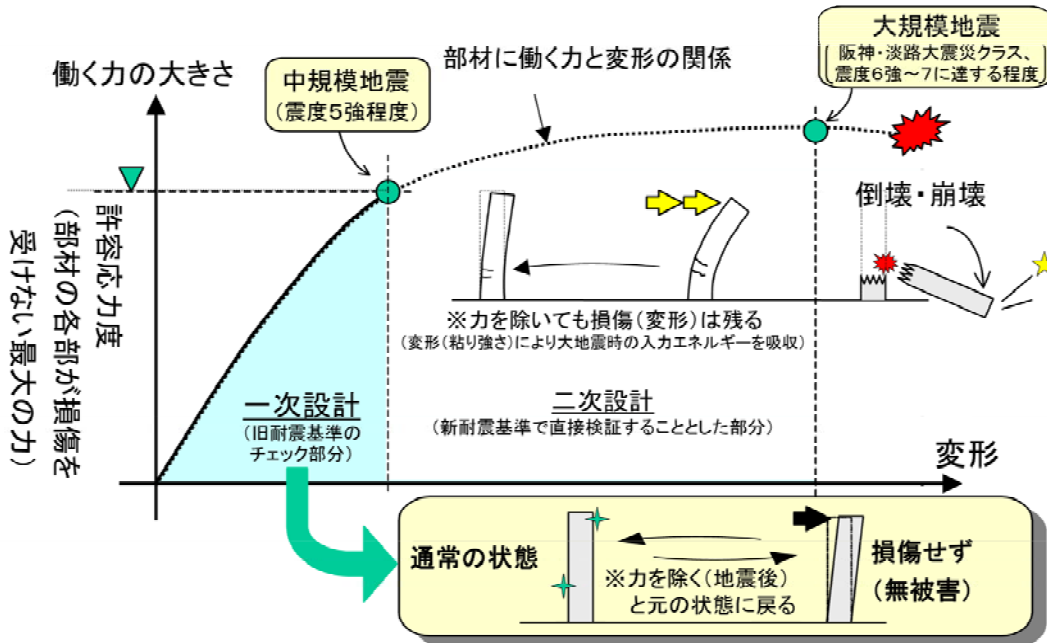 大規模地震
阪神・淡路大震災クラス、
震度6強~7に達する程度
働く力の大きさ
部材に働く力と変形の関係
中規模地震
(震度5強程度)
許容応力度
(部材の各部が損傷を
受けない最大の力)
倒壊・崩壊
※力を除いても損傷(変形)は残る
(変形(粘り強さ)により大地震時の入力エネルギーを吸収)
一次設計
(旧耐震基準の
チェック部分)
二次設計
(新耐震基準で直接検証することとした部分)
変形
通常の状態
※力を除く(地震後)
と元の状態に戻る
損傷せず
(無被害)